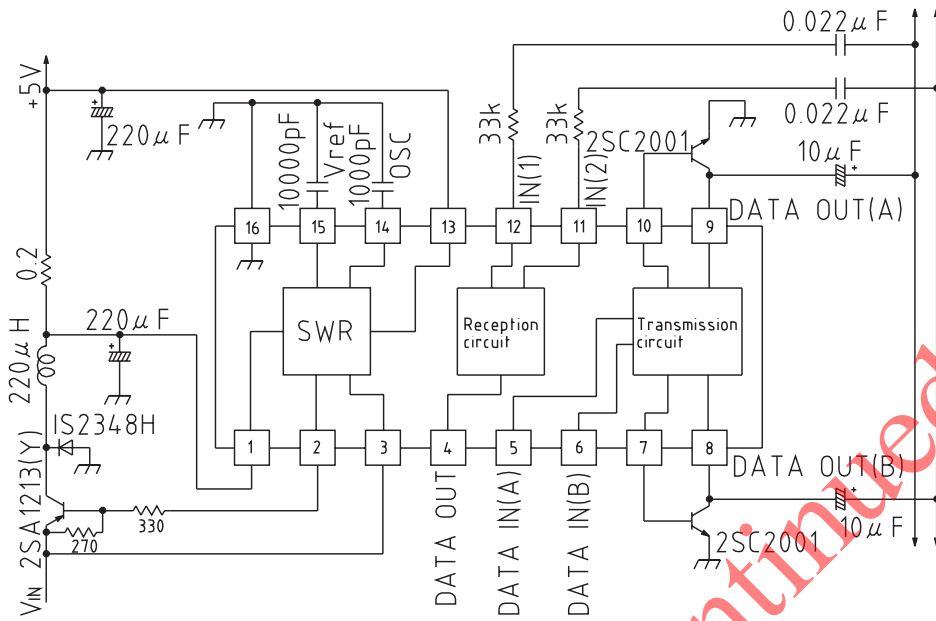 0.022μF
0.022μF
+5V
220μF
10000pF
Vref
1000pF
OSC
33k
IN(1)
33k
IN(2)
2SC2001
10μF
DATA OUT(A)
16
15
14
13
12
11
10
9
0.2
220μH
220μF
SWR
Reception
circuit
Transmission
circuit
IS2348H
1
2
3
4
5
6
7
8
2SA1213(Y)
330
270
VIN
DATA OUT
DATA IN(A)
DATA IN(B)
DATA OUT(B)
10μF
2SC2001
ntinued